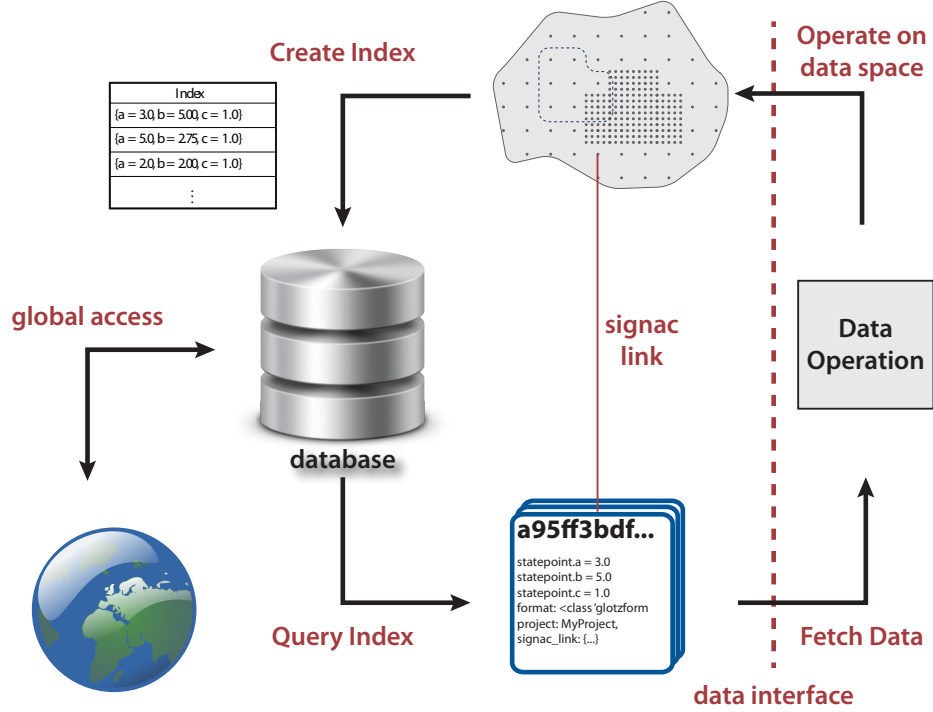 Create Index
Operate on
data space
Index
{a = 3.0, b = 5.00, c = 1.0}
{a = 5.0, b = 2.75, c = 1.0}
{a = 2.0, b = 2.00, c = 1.0}
⋮
global access
signac
link
Data
Operation
database
a95ff3bdf...
statepoint.a = 3.0
statepoint.b = 5.0
statepoint.c = 1.0
format: <class 'glotzform
project: MyProject,
signac_link: {...}
Query Index
Fetch Data
data interface